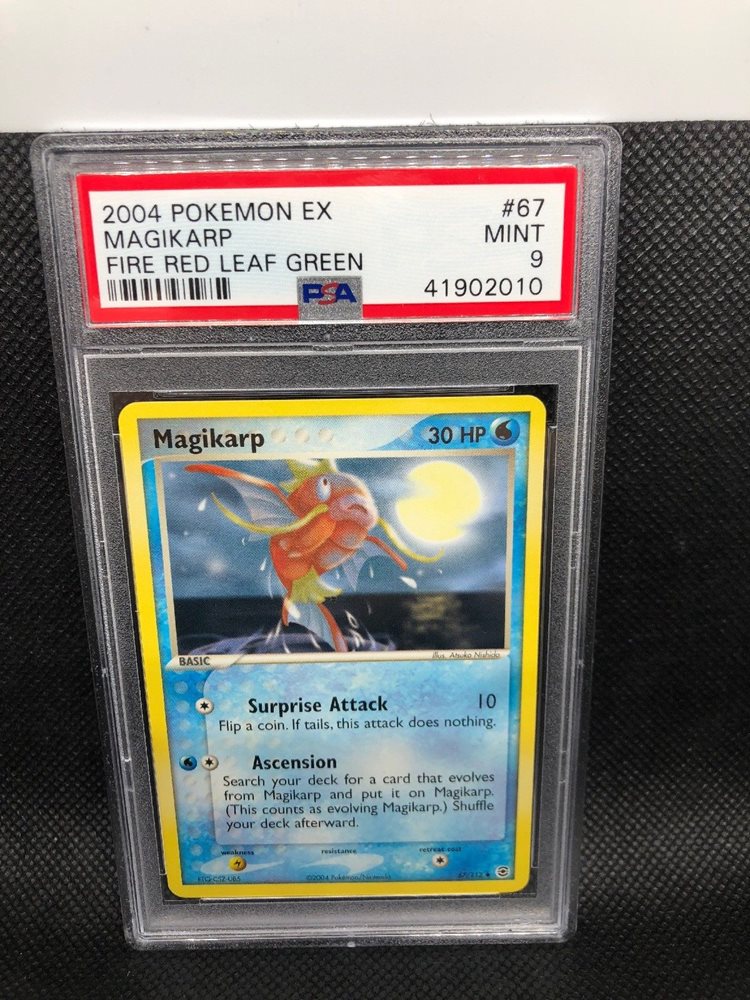 2004 POKEMON EX #67
MAGIKARP MINT
FIRE RED LEAF GREEN 9
PSA 41902010
Magikarp 30 HP
BASIC Illus. Atsuko Nishida
Surprise Attack 10
Flip a coin. If tails, this attack does nothing.
Ascension
Search your deck for a card that evolves
from Magikarp and put it on Magikarp.
(This counts as evolving Magikarp.) Shuffle
your deck afterward.
weakness resistance retreat cost
©2004 Pokémon/Nintendo 67/112